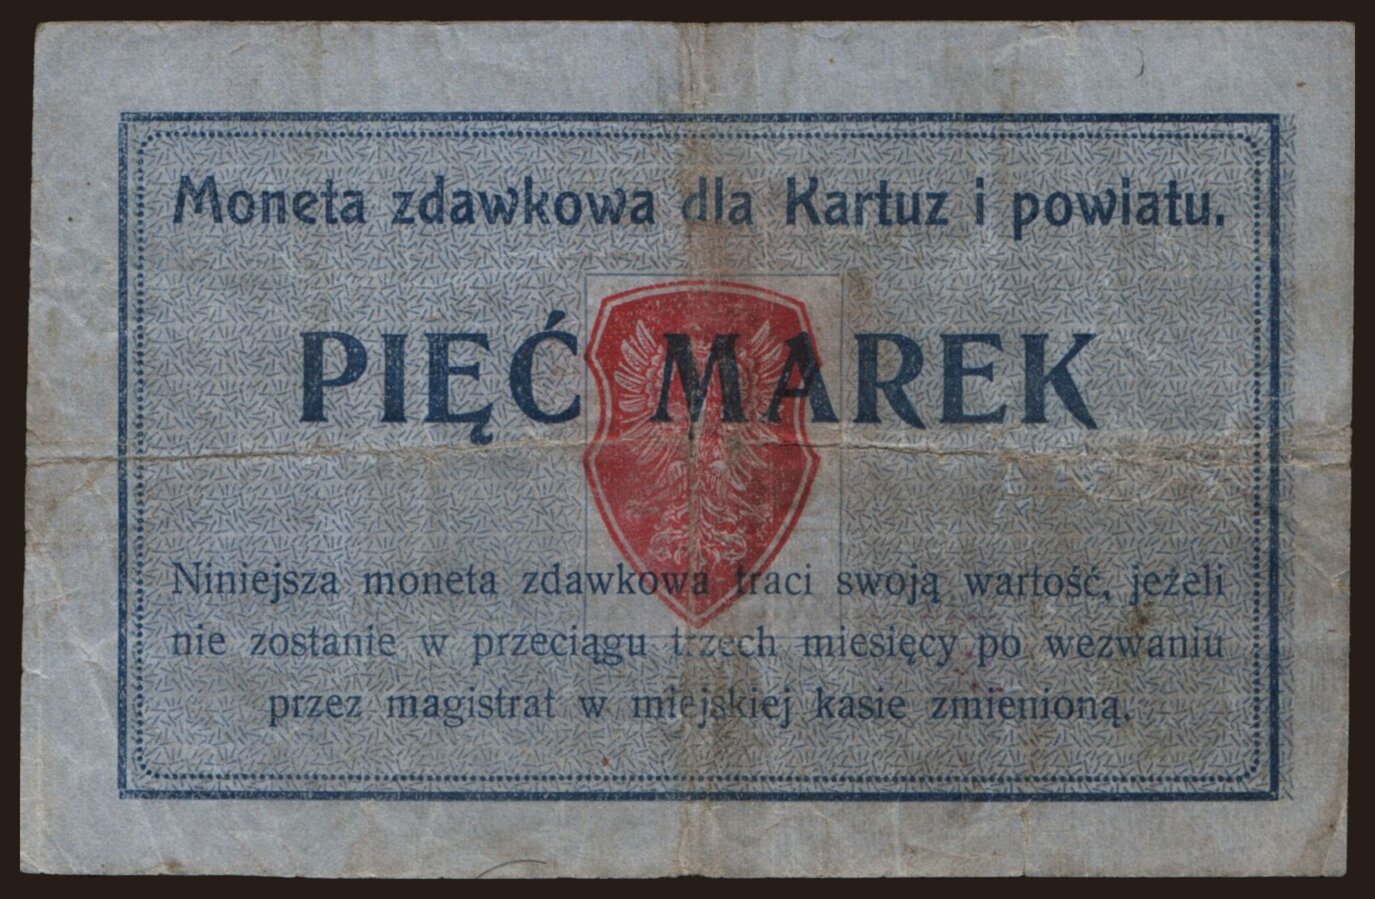 Moneta zdawkowa dla Kartuz i powiatu.
PIĘĆ MAREK
Niniejsza moneta zdawkowa traci swoją wartość, jeżeli
nie zostanie w przeciągu trzech miesięcy po wezwaniu
przez magistrat w miejskiej kasie zmienioną.